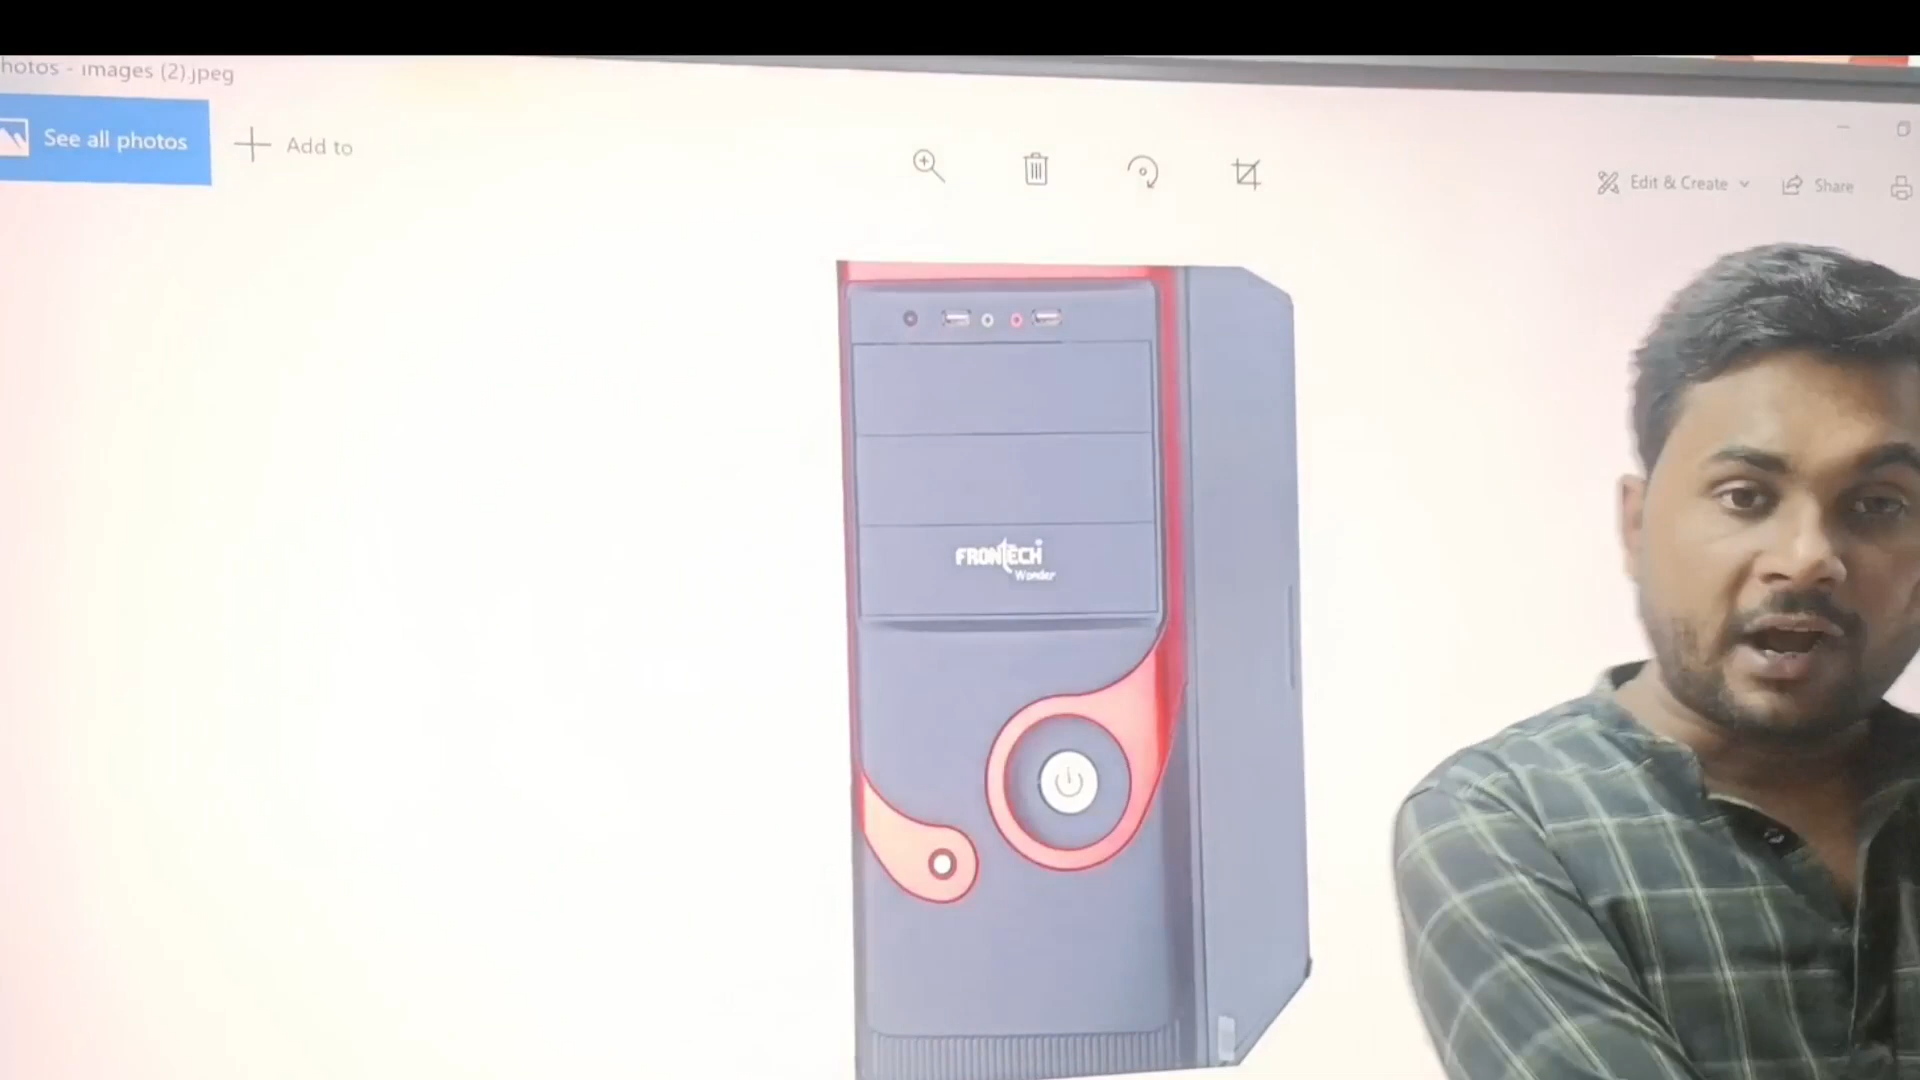 hotos - images (2).jpeg
See all photos
Add to
Edit & Create
Share
FRONTECH
Wonder